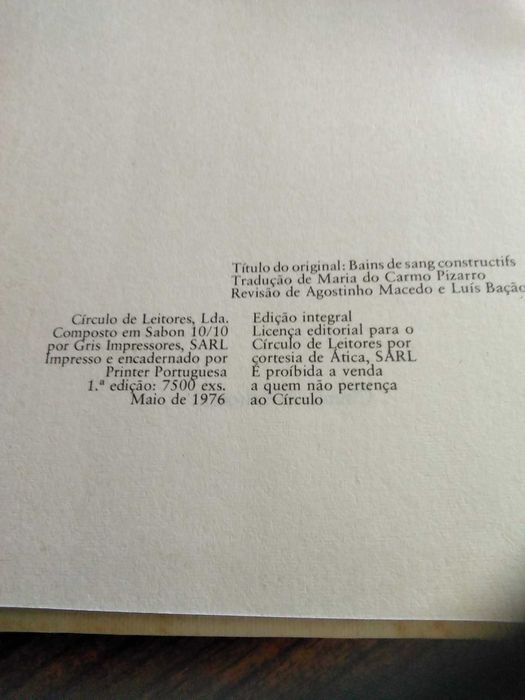 Título do original: Bains de sang constructifs
Tradução de Maria do Carmo Pizarro
Revisão de Agostinho Macedo e Luís Bação
Círculo de Leitores, Lda.
Composto em Sabon 10/10
por Gris Impressores, SARL
Impresso e encadernado por
Printer Portuguesa
1.ª edição: 7500 exs.
Maio de 1976
Edição integral
Licença editorial para o
Círculo de Leitores por
cortesia de Ática, SARL
É proíbida a venda
a quem não pertença
ao Círculo